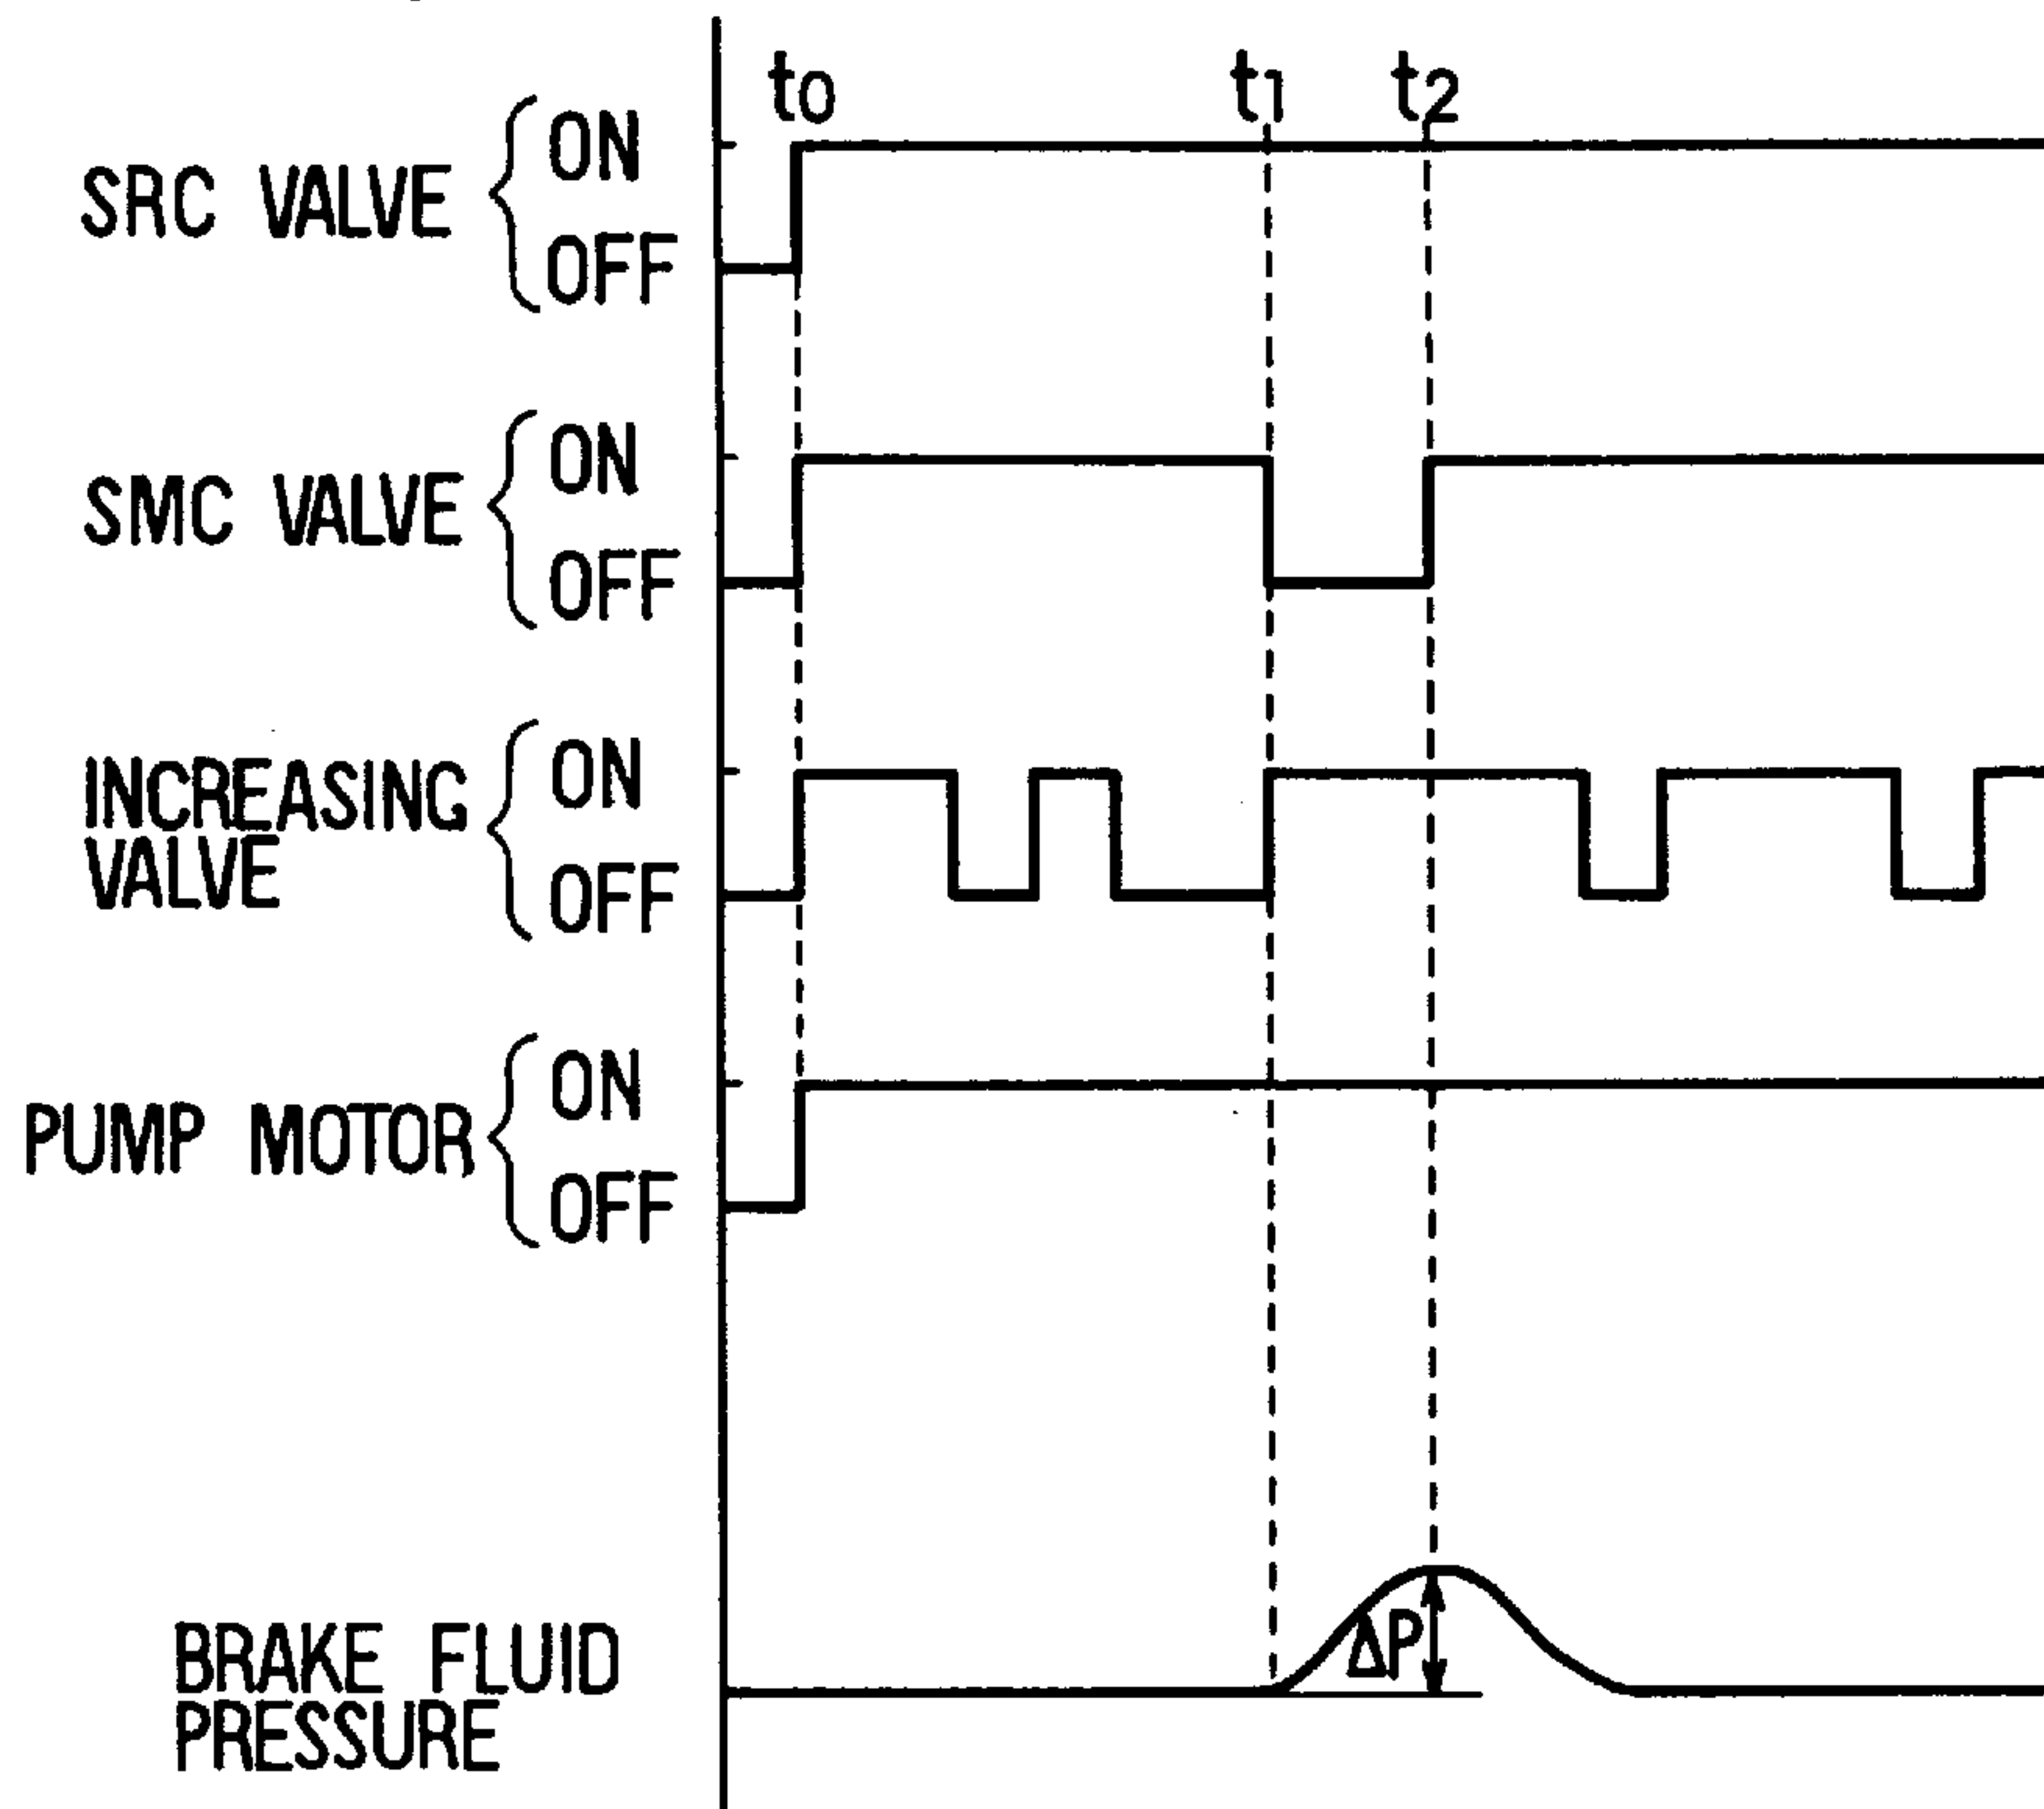 t0 t1 t2
SRC VALVE ON
OFF
SMC VALVE ON
OFF
INCREASING VALVE ON
OFF
PUMP MOTOR ON
OFF
ΔP
BRAKE FLUID
PRESSURE